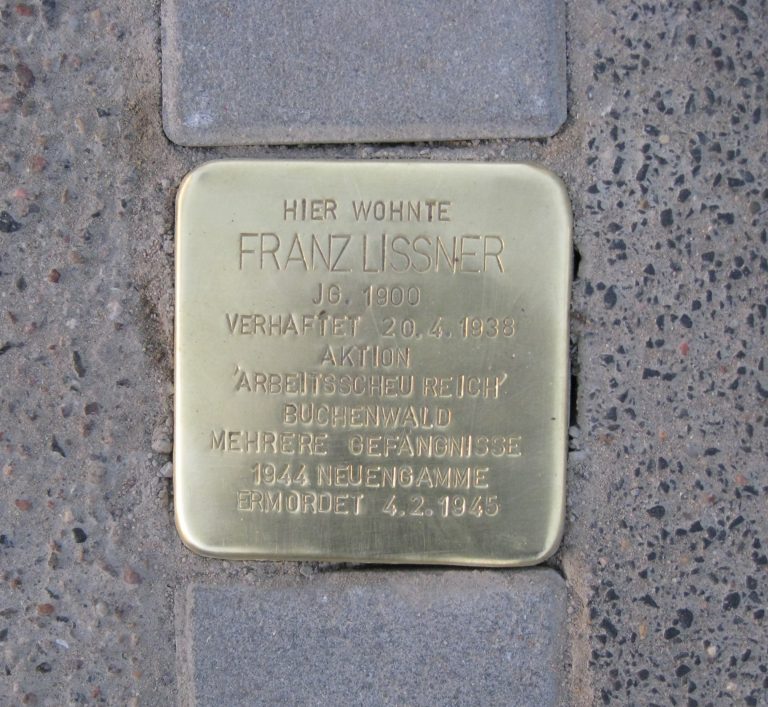 HIER WOHNTE
FRANZ LISSNER
JG. 1900
VERHAFTET 20.4.1938
AKTION
'ARBEITSSCHEU REICH'
BUCHENWALD
MEHRERE GEFÄNGNISSE
1944 NEUENGAMME
ERMORDET 4.2.1945